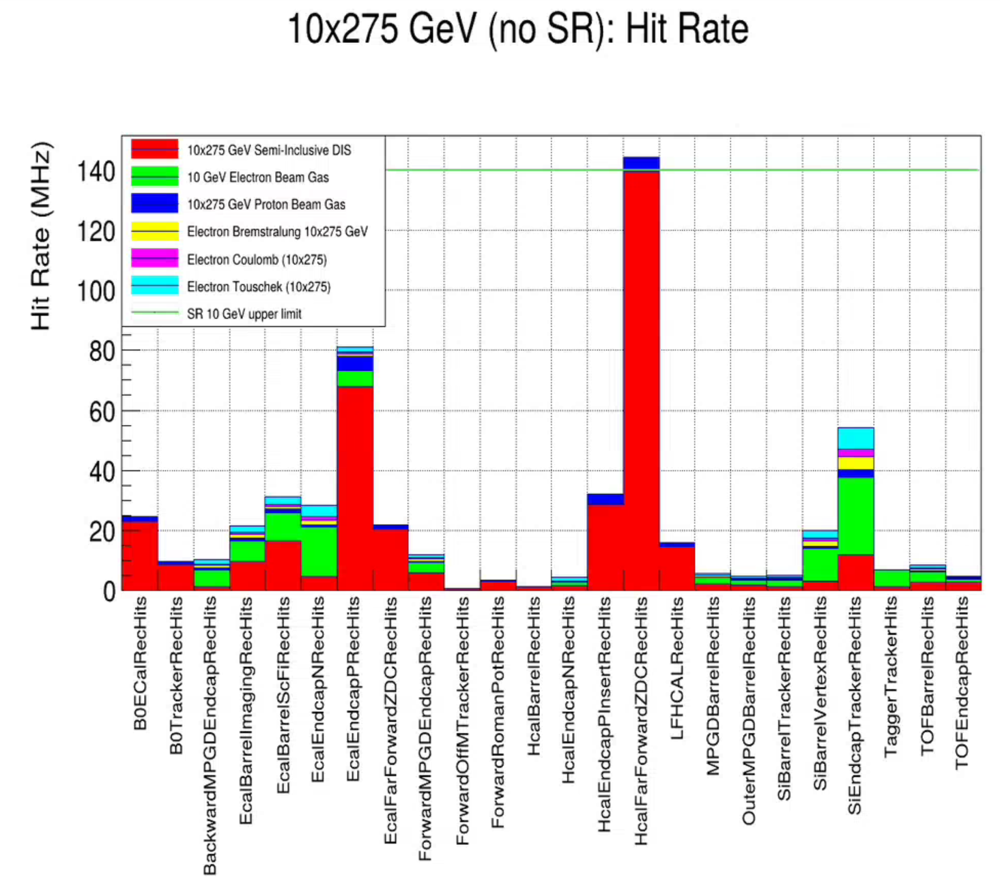 10x275 GeV (no SR): Hit Rate
Hit Rate (MHz)
140
120
100
80
60
40
20
0
10x275 GeV Semi-Inclusive DIS
10 GeV Electron Beam Gas
10x275 GeV Proton Beam Gas
Electron Bremstralung 10x275 GeV
Electron Coulomb (10x275)
Electron Touschek (10x275)
SR 10 GeV upper limit
B0ECalRecHits
B0TrackerRecHits
BackwardMPGDEndcapRecHits
EcalBarrelImagingRecHits
EcalBarrelScFiRecHits
EcalEndcapNRecHits
EcalEndcapPRecHits
EcalFarForwardZDCRecHits
ForwardMPGDEndcapRecHits
ForwardOffMTrackerRecHits
ForwardRomanPotRecHits
HcalBarrelRecHits
HcalEndcapNRecHits
HcalEndcapPInsertRecHits
HcalFarForwardZDCRecHits
LFHCALRecHits
MPGDBarrelRecHits
OuterMPGDBarrelRecHits
SiBarrelTrackerRecHits
SiBarrelVertexRecHits
SiEndcapTrackerRecHits
TaggerTrackerHits
TOFBarrelRecHits
TOFEndcapRecHits